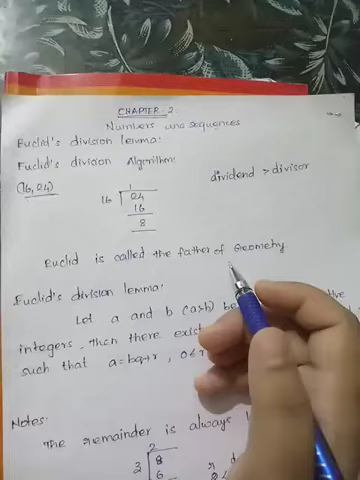 CHAPTER - 2
Numbers and sequences
Euclid's division lemma:
Euclid's division Algorithm:
(16, 24)
dividend > divisor
1
16 24
16
8
Euclid is called the father of Geometry
Euclid's division lemma:
Let a and b (a>b) be
integers, then there exist
such that a = bq + r, 0 ≤ r
Notes:
The remainder is always
2
3 8
6
r